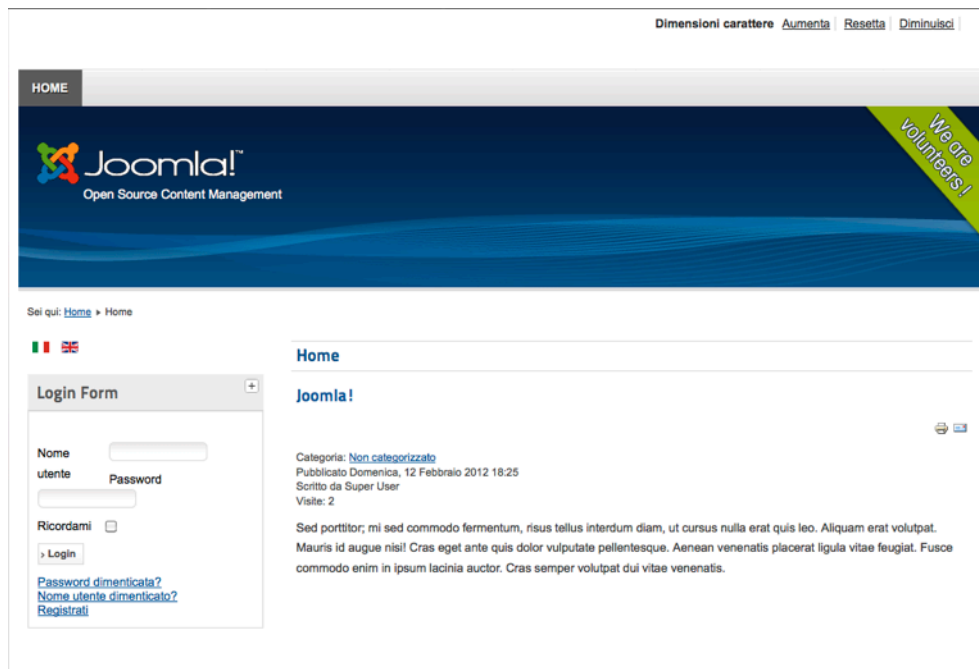 Dimensioni carattere Aumenta Resetta Diminuisci
HOME
We are
volunteers!
Joomla!™
Open Source Content Management
Sei qui: Home Home
Login Form
Nome
utente
Password
Ricordami
› Login
Password dimenticata?
Nome utente dimenticato?
Registrati
Home
Joomla!
Categoria: Non categorizzato
Pubblicato Domenica, 12 Febbraio 2012 18:25
Scritto da Super User
Visite: 2
Sed porttitor; mi sed commodo fermentum, risus tellus interdum diam, ut cursus nulla erat quis leo. Aliquam erat volutpat.
Mauris id augue nisi! Cras eget ante quis dolor vulputate pellentesque. Aenean venenatis placerat ligula vitae feugiat. Fusce
commodo enim in ipsum lacinia auctor. Cras semper volutpat dui vitae venenatis.